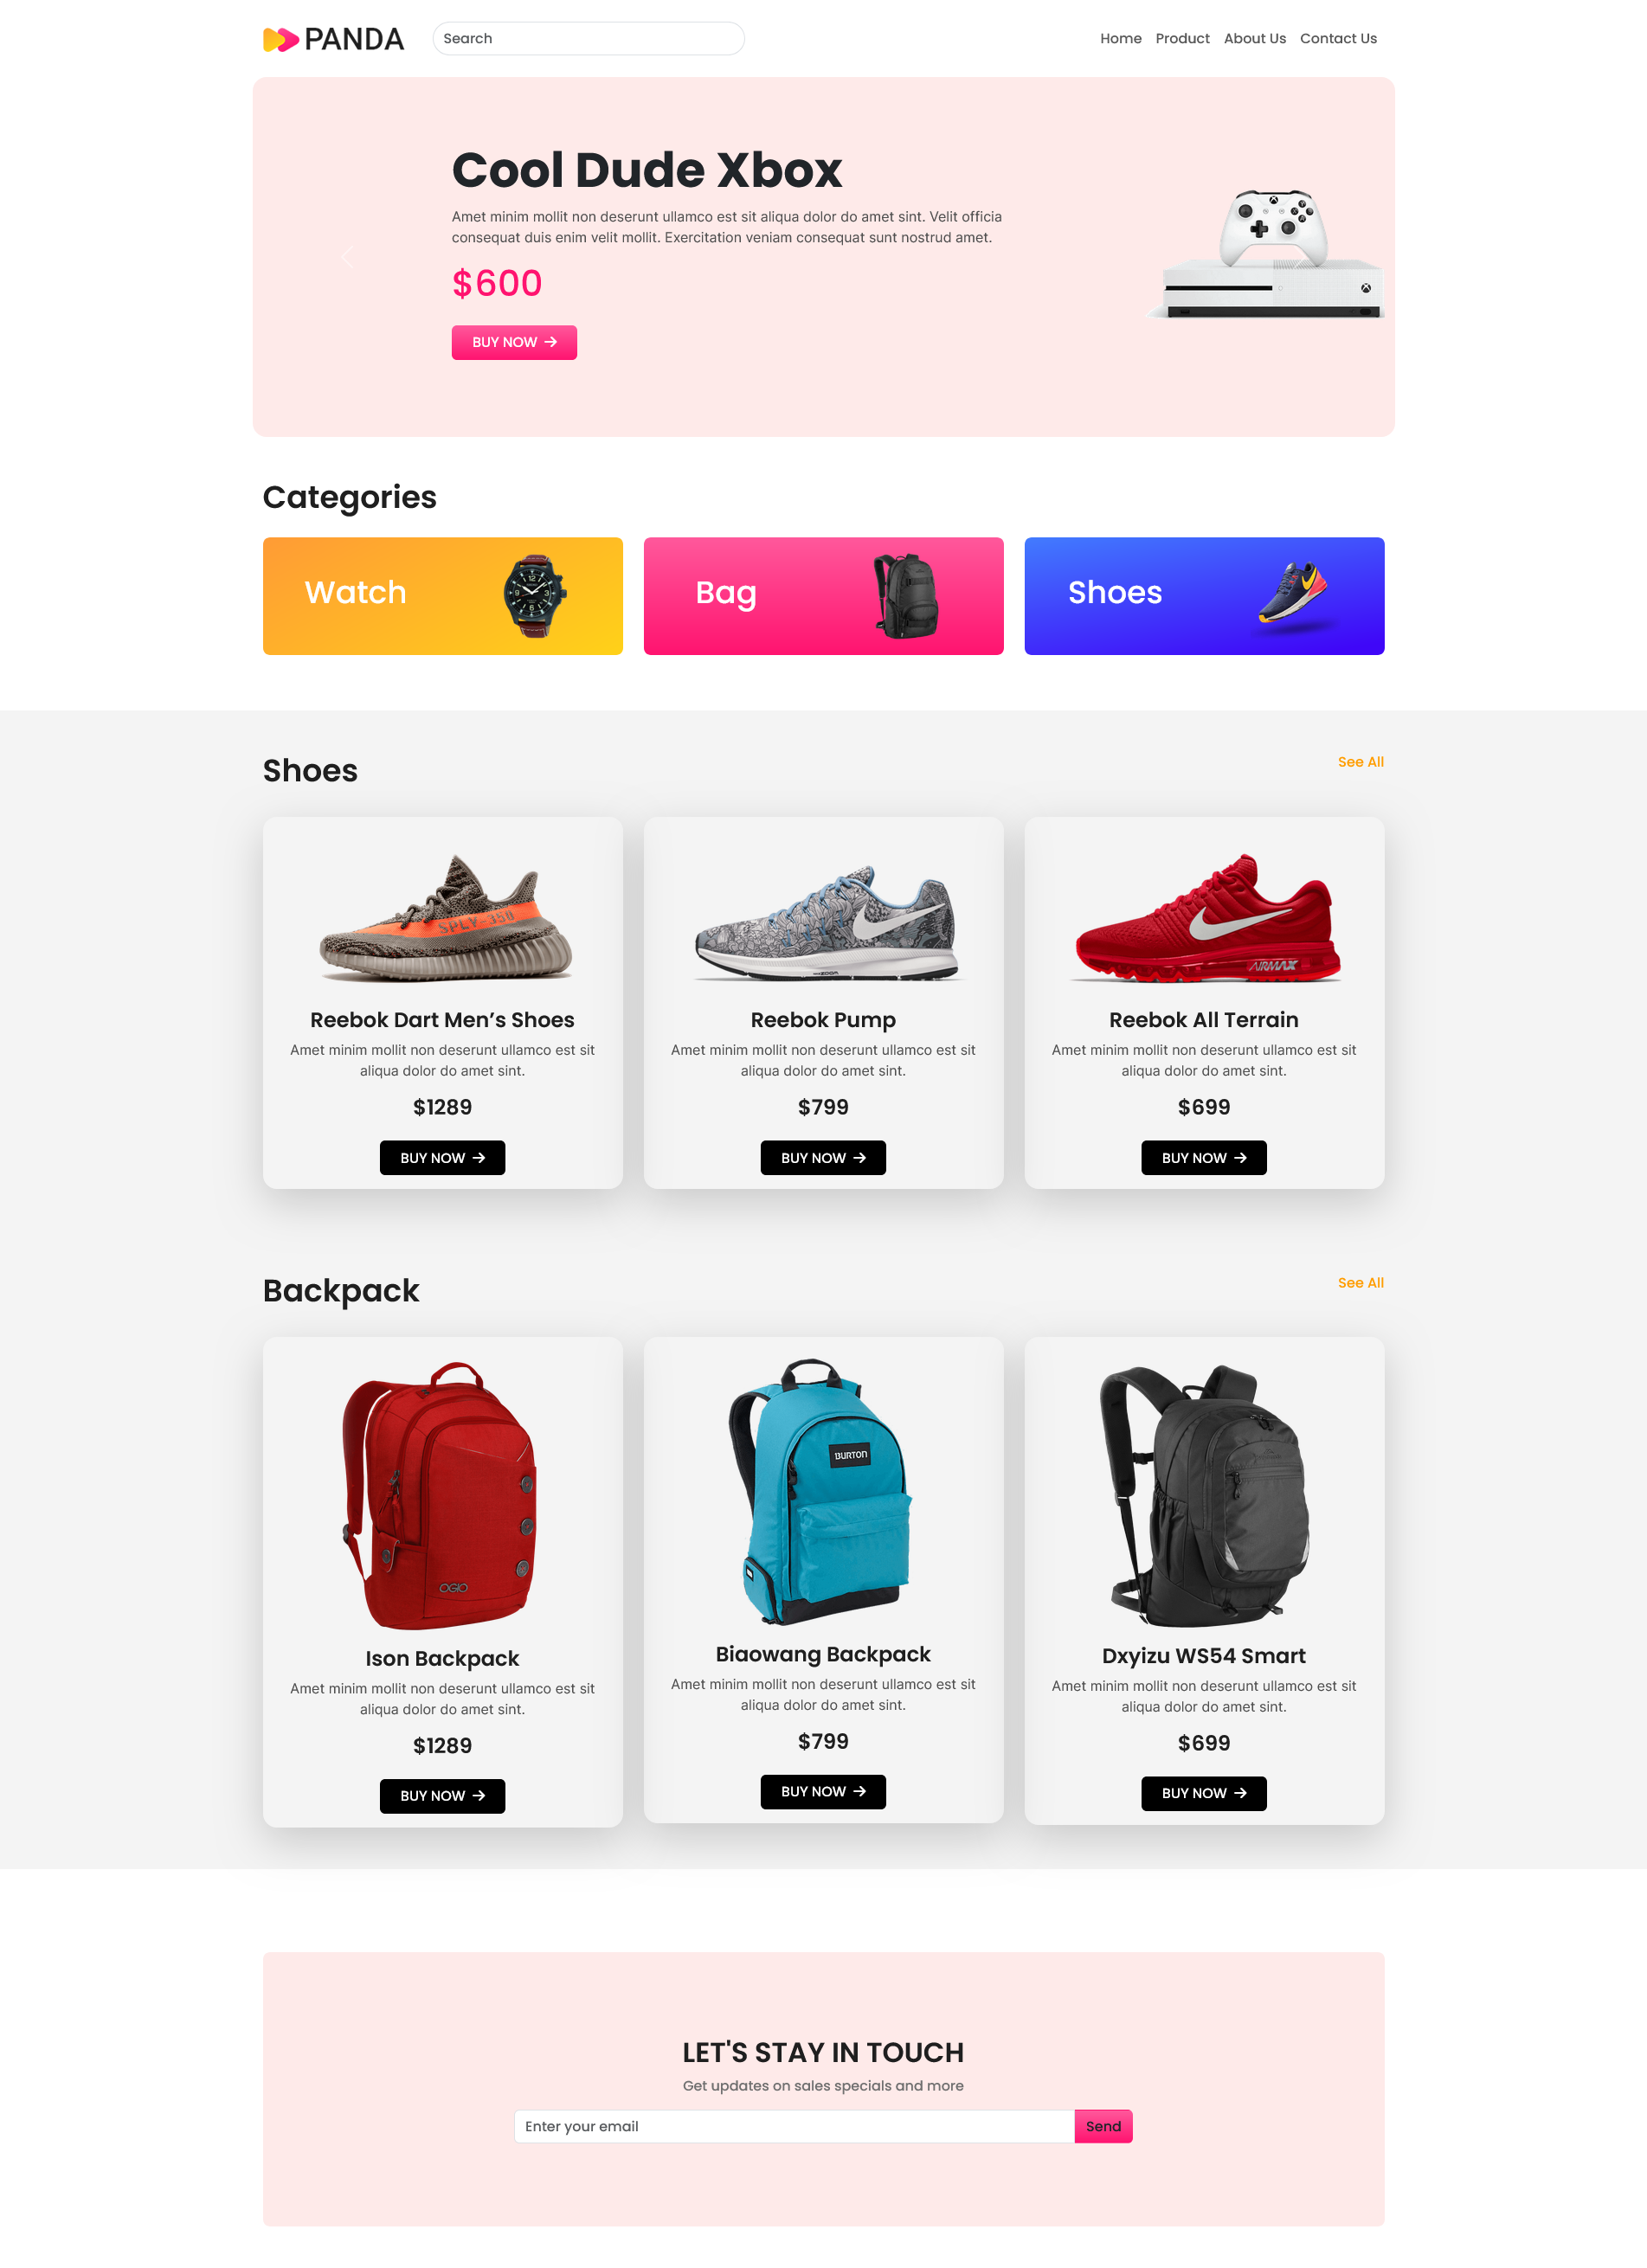 PANDA
Search
Home Product About Us Contact Us
Cool Dude Xbox
Amet minim mollit non deserunt ullamco est sit aliqua dolor do amet sint. Velit officia
consequat duis enim velit mollit. Exercitation veniam consequat sunt nostrud amet.
$600
BUY NOW
Categories
Watch
Bag
Shoes
Shoes
See All
SPLY-350
ZOOM
AIRMAX
Reebok Dart Men’s Shoes
Amet minim mollit non deserunt ullamco est sit
aliqua dolor do amet sint.
$1289
BUY NOW
Reebok Pump
Amet minim mollit non deserunt ullamco est sit
aliqua dolor do amet sint.
$799
BUY NOW
Reebok All Terrain
Amet minim mollit non deserunt ullamco est sit
aliqua dolor do amet sint.
$699
BUY NOW
Backpack
See All
OGIO
BURTON
Ison Backpack
Amet minim mollit non deserunt ullamco est sit
aliqua dolor do amet sint.
$1289
BUY NOW
Biaowang Backpack
Amet minim mollit non deserunt ullamco est sit
aliqua dolor do amet sint.
$799
BUY NOW
Dxyizu WS54 Smart
Amet minim mollit non deserunt ullamco est sit
aliqua dolor do amet sint.
$699
BUY NOW
LET'S STAY IN TOUCH
Get updates on sales specials and more
Enter your email
Send